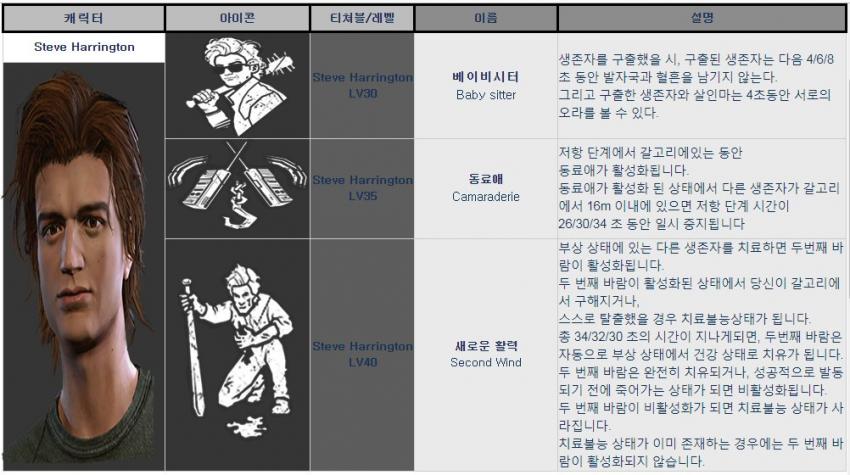 캐릭터
아이콘
티쳐블/레벨
이름
설명
Steve Harrington
Steve Harrington
LV30
베이비시터
Baby sitter
생존자를 구출했을 시, 구출된 생존자는 다음 4/6/8
초 동안 발자국과 혈흔을 남기지 않는다.
그리고 구출한 생존자와 살인마는 4초동안 서로의
오라를 볼 수 있다.
Steve Harrington
LV35
동료애
Camaraderie
저항 단계에서 갈고리에있는 동안
동료애가 활성화됩니다.
동료애가 활성화 된 상태에서 다른 생존자가 갈고리
에서 16m 이내에 있으면 저항 단계 시간이
26/30/34 초 동안 일시 중지됩니다
Steve Harrington
LV40
새로운 활력
Second Wind
부상 상태에 있는 다른 생존자를 치료하면 두번째 바
람이 활성화됩니다.
두 번째 바람이 활성화된 상태에서 당신이 갈고리에
서 구해지거나,
스스로 탈출했을 경우 치료불능상태가 됩니다.
총 34/32/30 초의 시간이 지나게되면, 두번째 바람은
자동으로 부상 상태에서 건강 상태로 치유가 됩니다.
두 번째 바람은 완전히 치유되거나, 성공적으로 발동
되기 전에 죽어가는 상태가 되면 비활성화됩니다.
두 번째 바람이 비활성화가 되면 치료불능 상태가 사
라집니다.
치료불능 상태가 이미 존재하는 경우에는 두 번째 바
람이 활성화되지 않습니다.